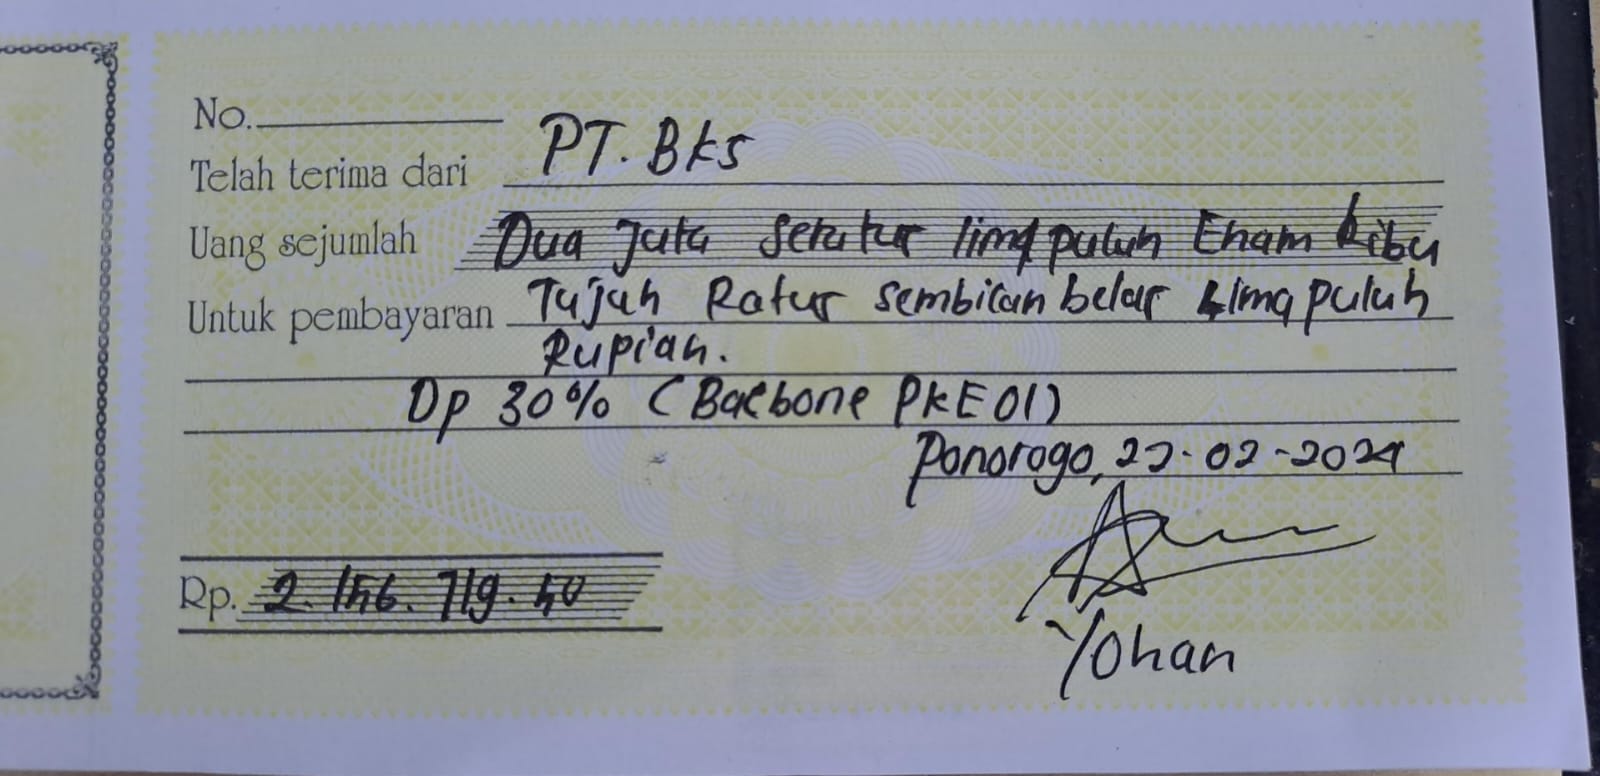 No.
Telah terima dari PT. Bks
Uang sejumlah Dua Juta Seratus lima puluh Enam Ribu
Untuk pembayaran Tujuh Ratus sembilan belas Lima puluh
Rupiah.
Dp 30% (Bacbone PKE01)
Ponorogo, 22-02-2024
Rp. 2.156.719.50
Yohan